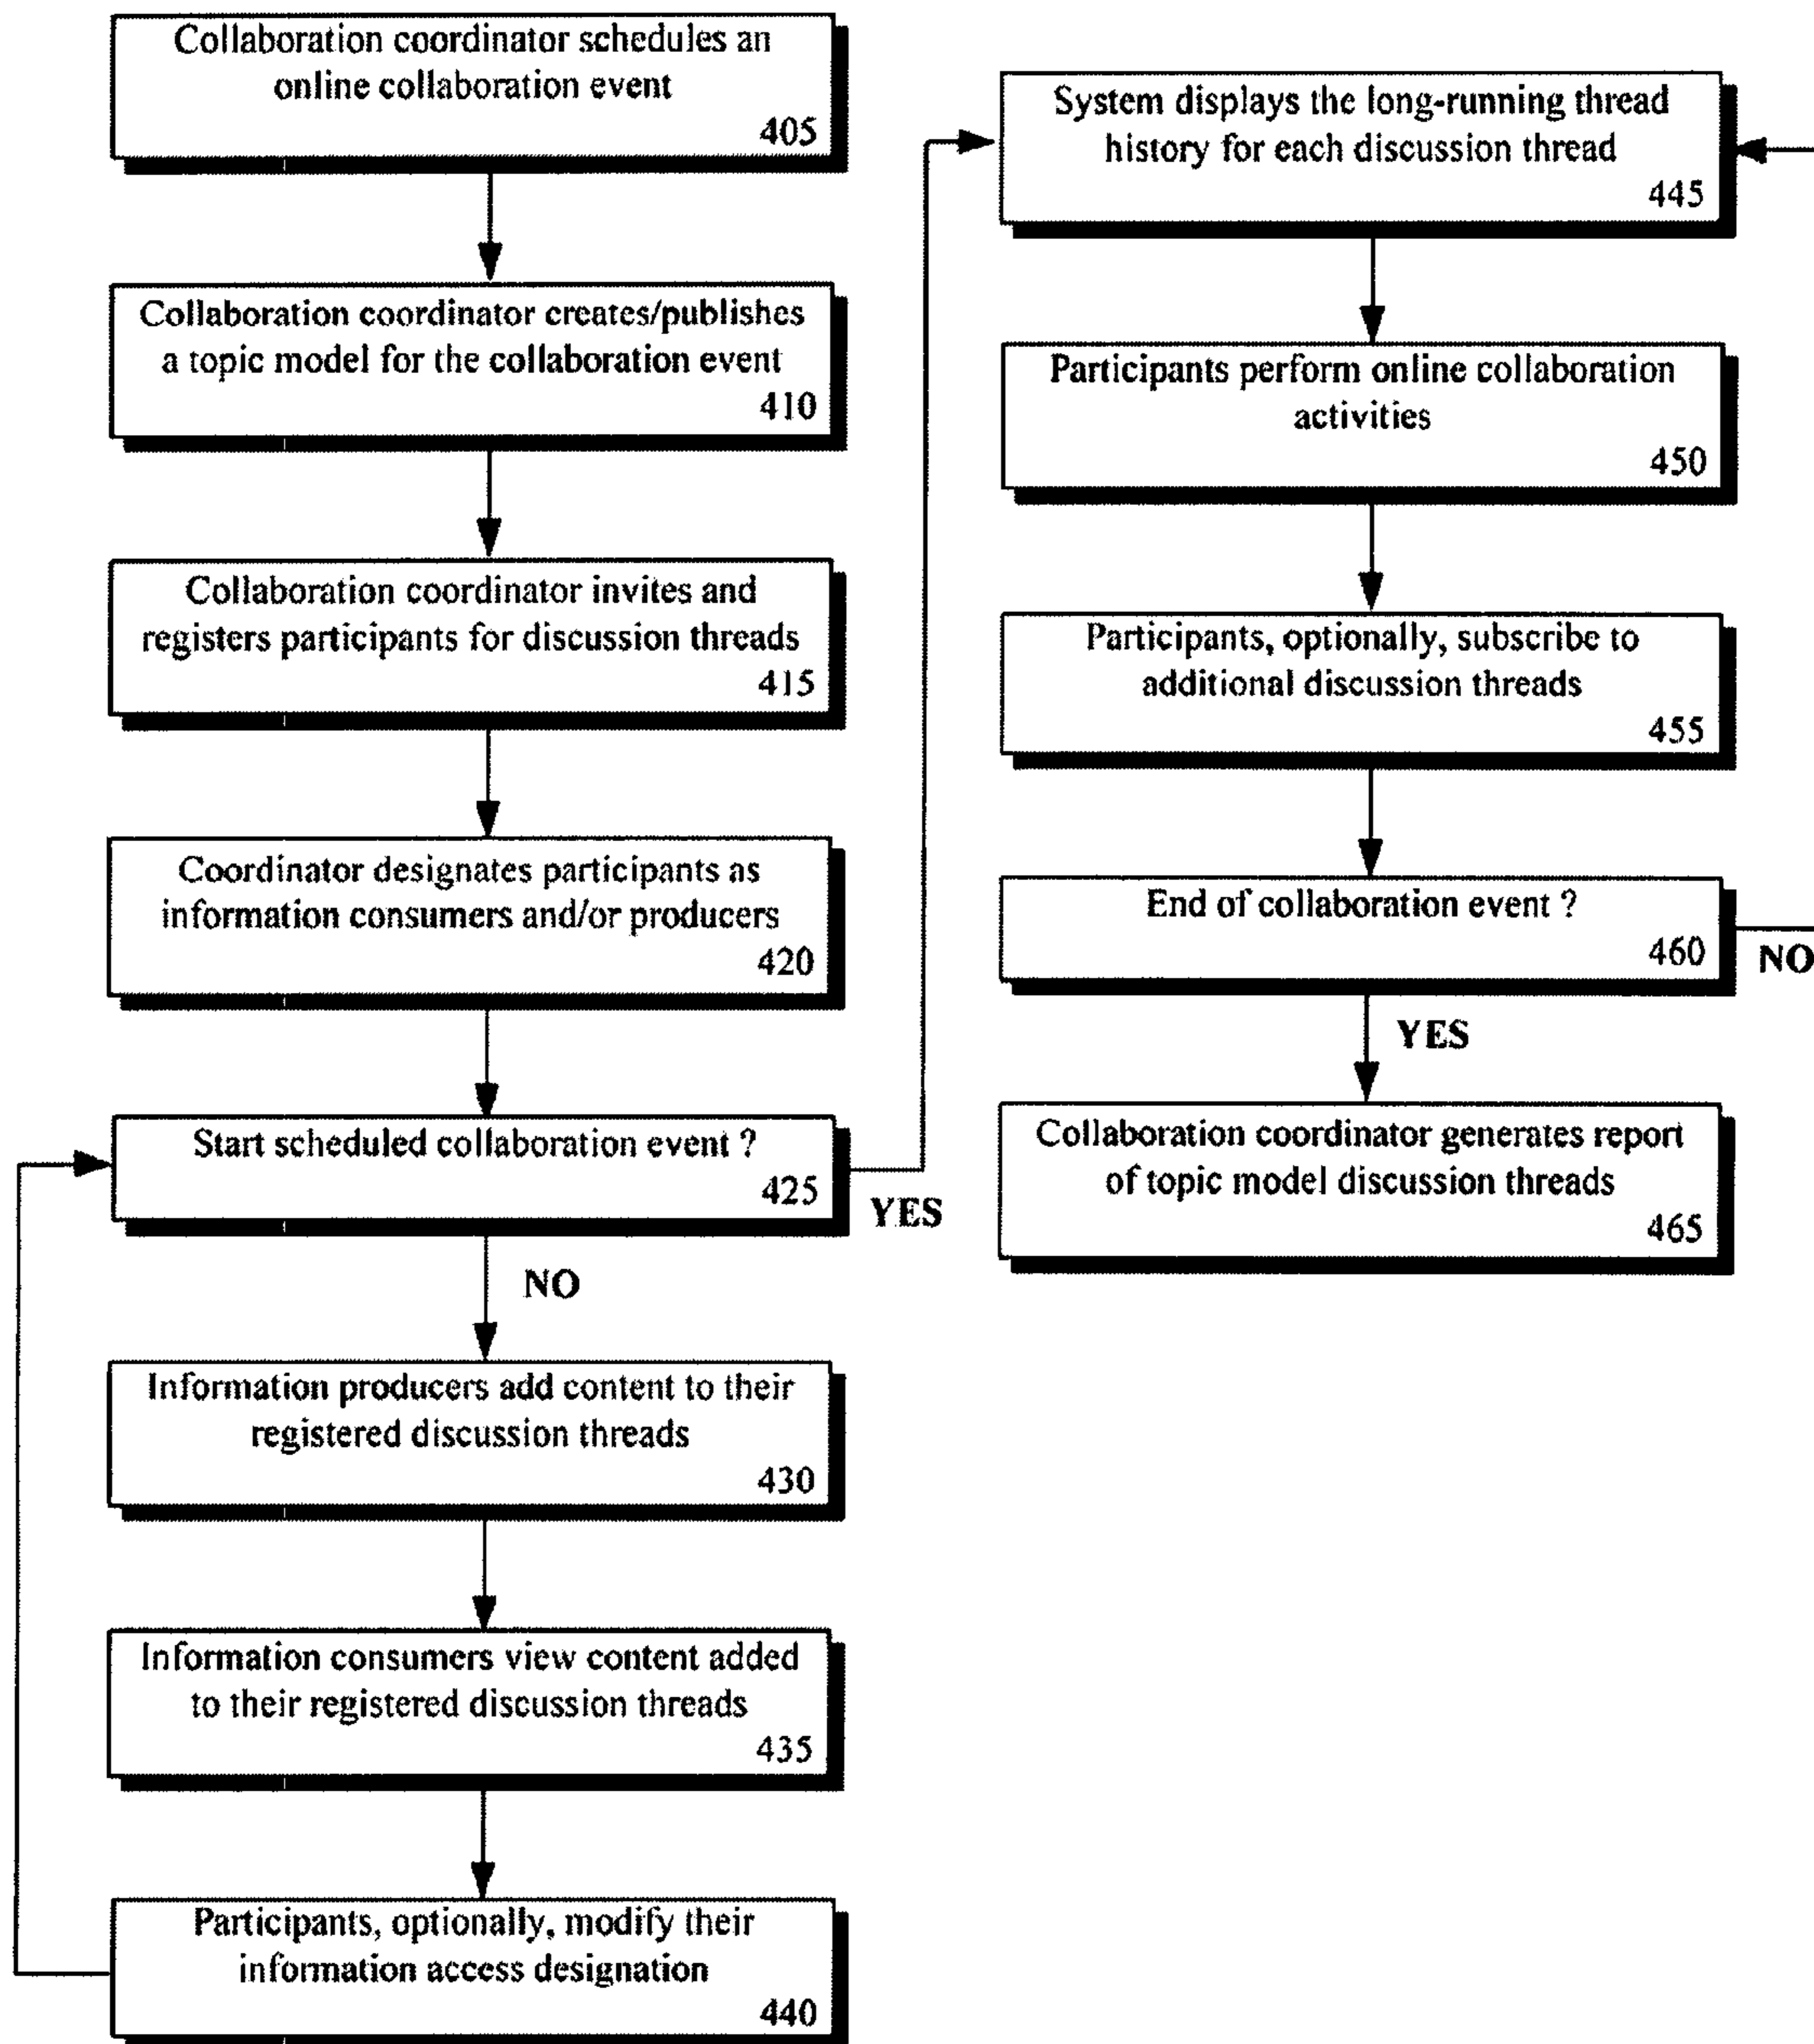 Collaboration coordinator schedules an
online collaboration event
405
Collaboration coordinator creates/publishes
a topic model for the collaboration event
410
Collaboration coordinator invites and
registers participants for discussion threads
415
Coordinator designates participants as
information consumers and/or producers
420
Start scheduled collaboration event ?
425
YES
NO
Information producers add content to their
registered discussion threads
430
Information consumers view content added
to their registered discussion threads
435
Participants, optionally, modify their
information access designation
440
System displays the long-running thread
history for each discussion thread
445
Participants perform online collaboration
activities
450
Participants, optionally, subscribe to
additional discussion threads
455
End of collaboration event ?
460
NO
YES
Collaboration coordinator generates report
of topic model discussion threads
465